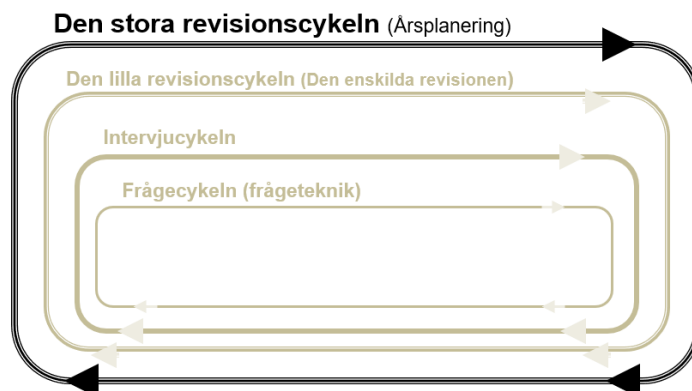 Den stora revisionscykeln (Årsplanering)
Den lilla revisionscykeln (Den enskilda revisionen)
Intervjucykeln
Frågecykeln (frågeteknik)